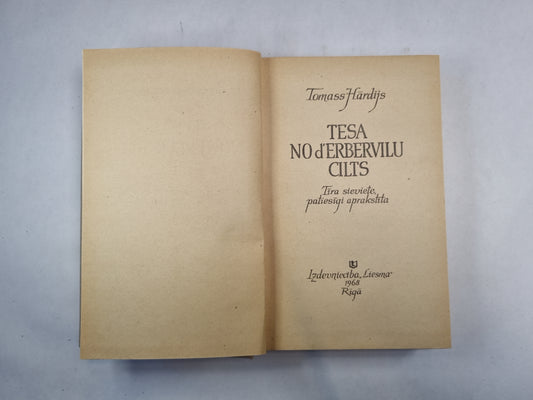 Tomass Hārdijs
TESA
NO d'ERBERVILU
CILTS
Tīra sieviete,
patiesīgi aprakstīta
Izdevniecība „Liesma"
1968
Rīgā